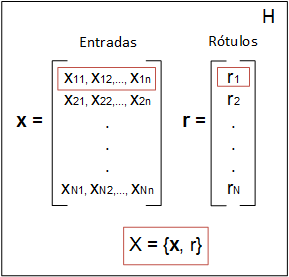 H
Entradas Rótulos
x11, x12,..., x1n r1
x21, x22,..., x2n r2
. .
x = . r = .
. .
xN1, xN2,..., xNn rN
X = {x, r}